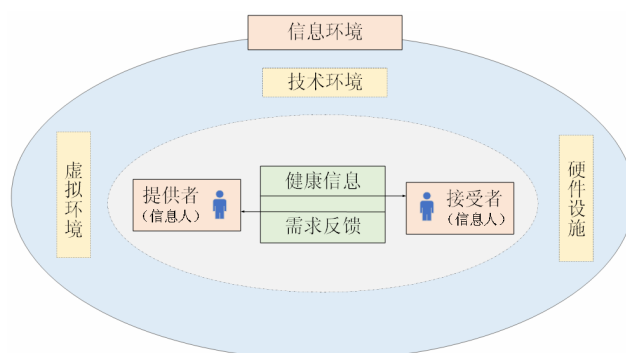 信息环境
技术环境
虚拟环境
提供者
（信息人）
健康信息
需求反馈
接受者
（信息人）
硬件设施